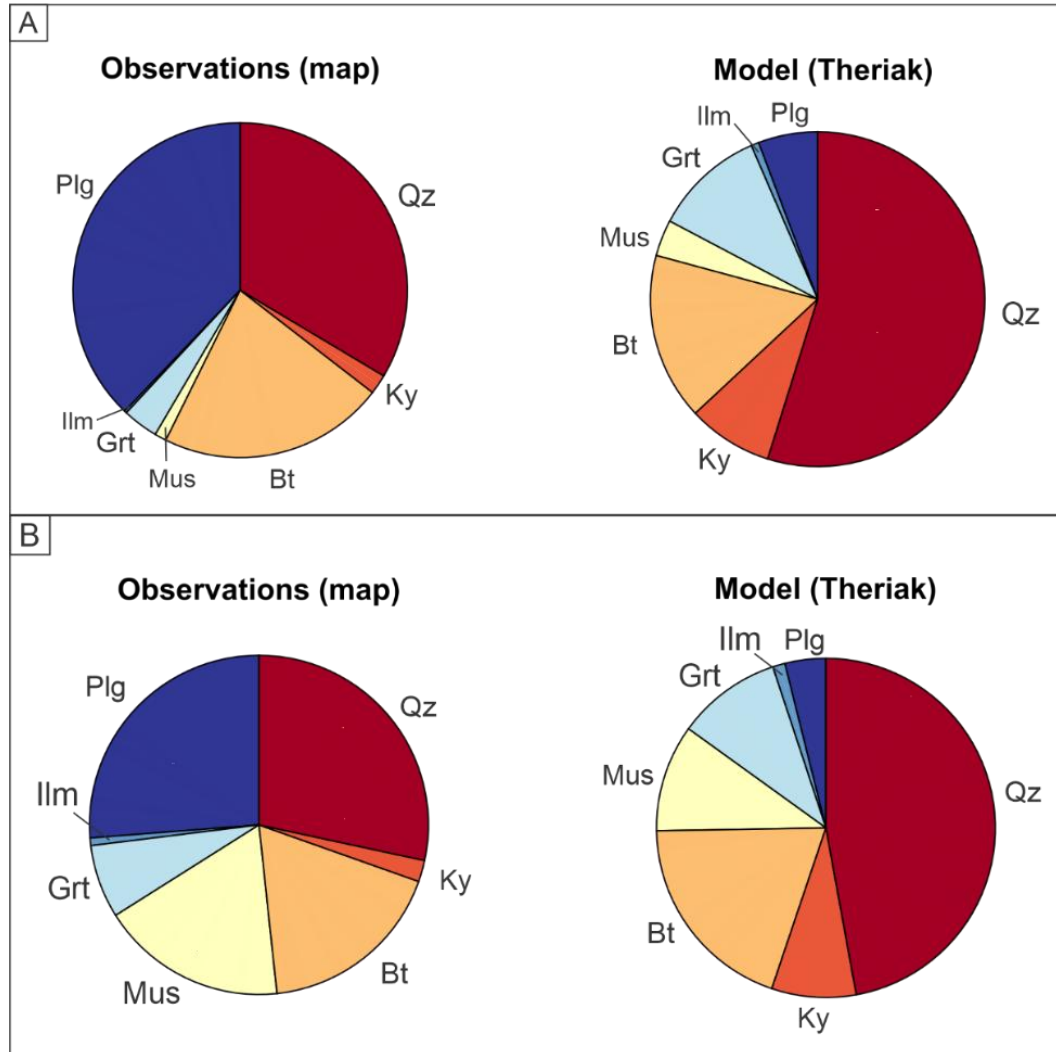 A
Observations (map)
Model (Theriak)
Plg
Qz
Ky
Bt
Mus
Grt
Ilm
Plg
Ilm
Grt
Mus
Bt
Ky
Qz
B
Observations (map)
Model (Theriak)
Plg
Qz
Ky
Bt
Mus
Grt
Ilm
Plg
Ilm
Grt
Mus
Bt
Ky
Qz